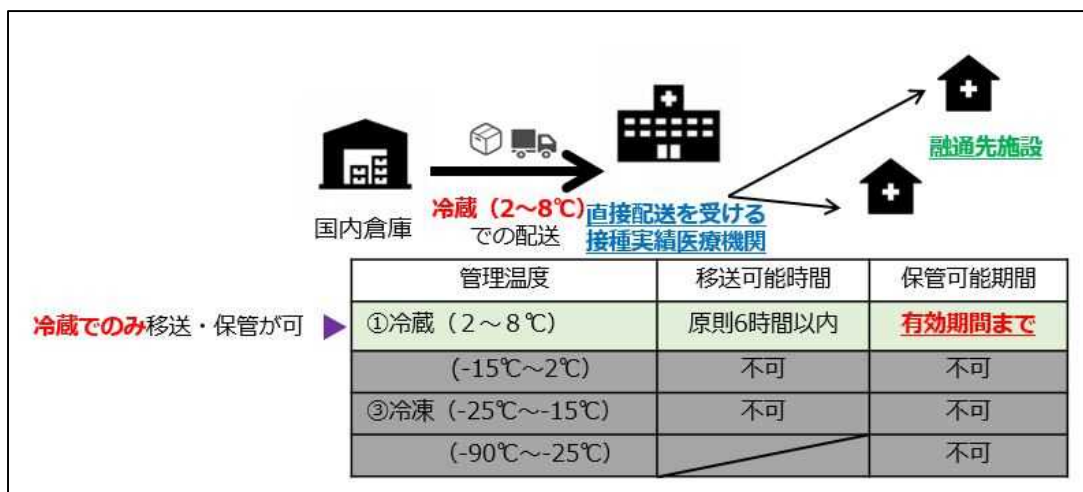 融通先施設
国内倉庫
冷蔵（2～8℃）
での配送
直接配送を受ける
接種実績医療機関
管理温度 移送可能時間 保管可能期間
冷蔵でのみ移送・保管が可
①冷蔵（2～8℃） 原則6時間以内 有効期間まで
(-15℃～2℃) 不可 不可
③冷凍（-25℃～-15℃） 不可 不可
(-90℃～-25℃) 不可